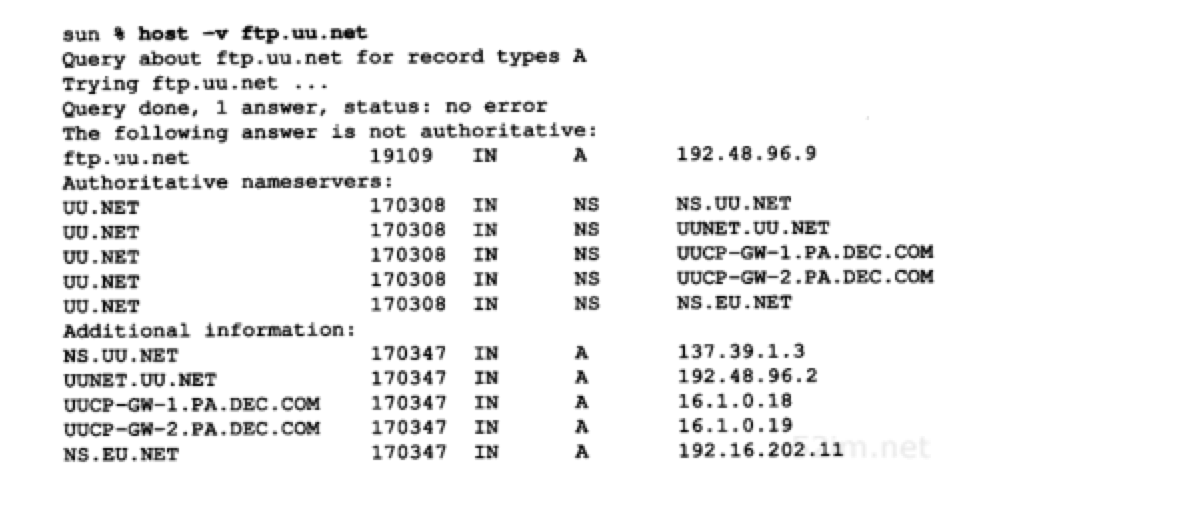 sun % host -v ftp.uu.net
Query about ftp.uu.net for record types A
Trying ftp.uu.net ...
Query done, 1 answer, status: no error
The following answer is not authoritative:
ftp.uu.net 19109 IN A 192.48.96.9
Authoritative nameservers:
UU.NET 170308 IN NS NS.UU.NET
UU.NET 170308 IN NS UUNET.UU.NET
UU.NET 170308 IN NS UUCP-GW-1.PA.DEC.COM
UU.NET 170308 IN NS UUCP-GW-2.PA.DEC.COM
UU.NET 170308 IN NS NS.EU.NET
Additional information:
NS.UU.NET 170347 IN A 137.39.1.3
UUNET.UU.NET 170347 IN A 192.48.96.2
UUCP-GW-1.PA.DEC.COM 170347 IN A 16.1.0.18
UUCP-GW-2.PA.DEC.COM 170347 IN A 16.1.0.19
NS.EU.NET 170347 IN A 192.16.202.11